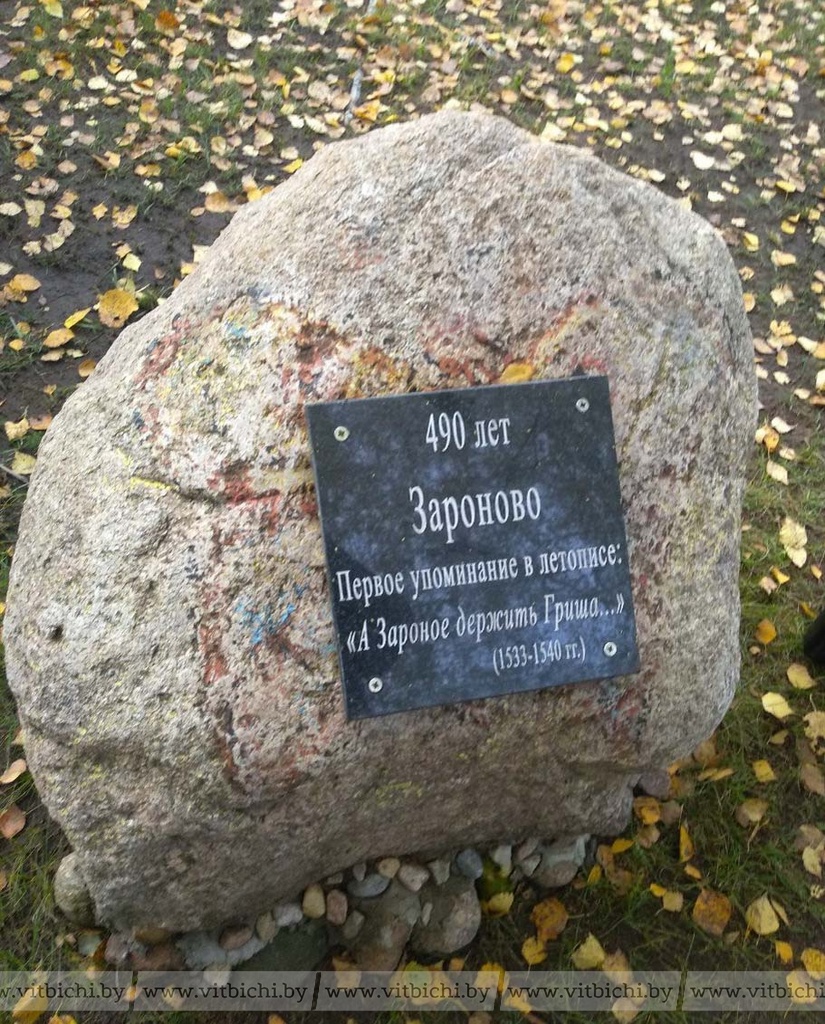 490 лет
Зароново
Первое упоминание в летописе:
«А Зароное держить Гриша...»
(1533-1540 гг.)
www.vitbichi.by / www.vitbichi.by / www.vitbichi.by / www.vitbichi.by / www.vitbichi.by